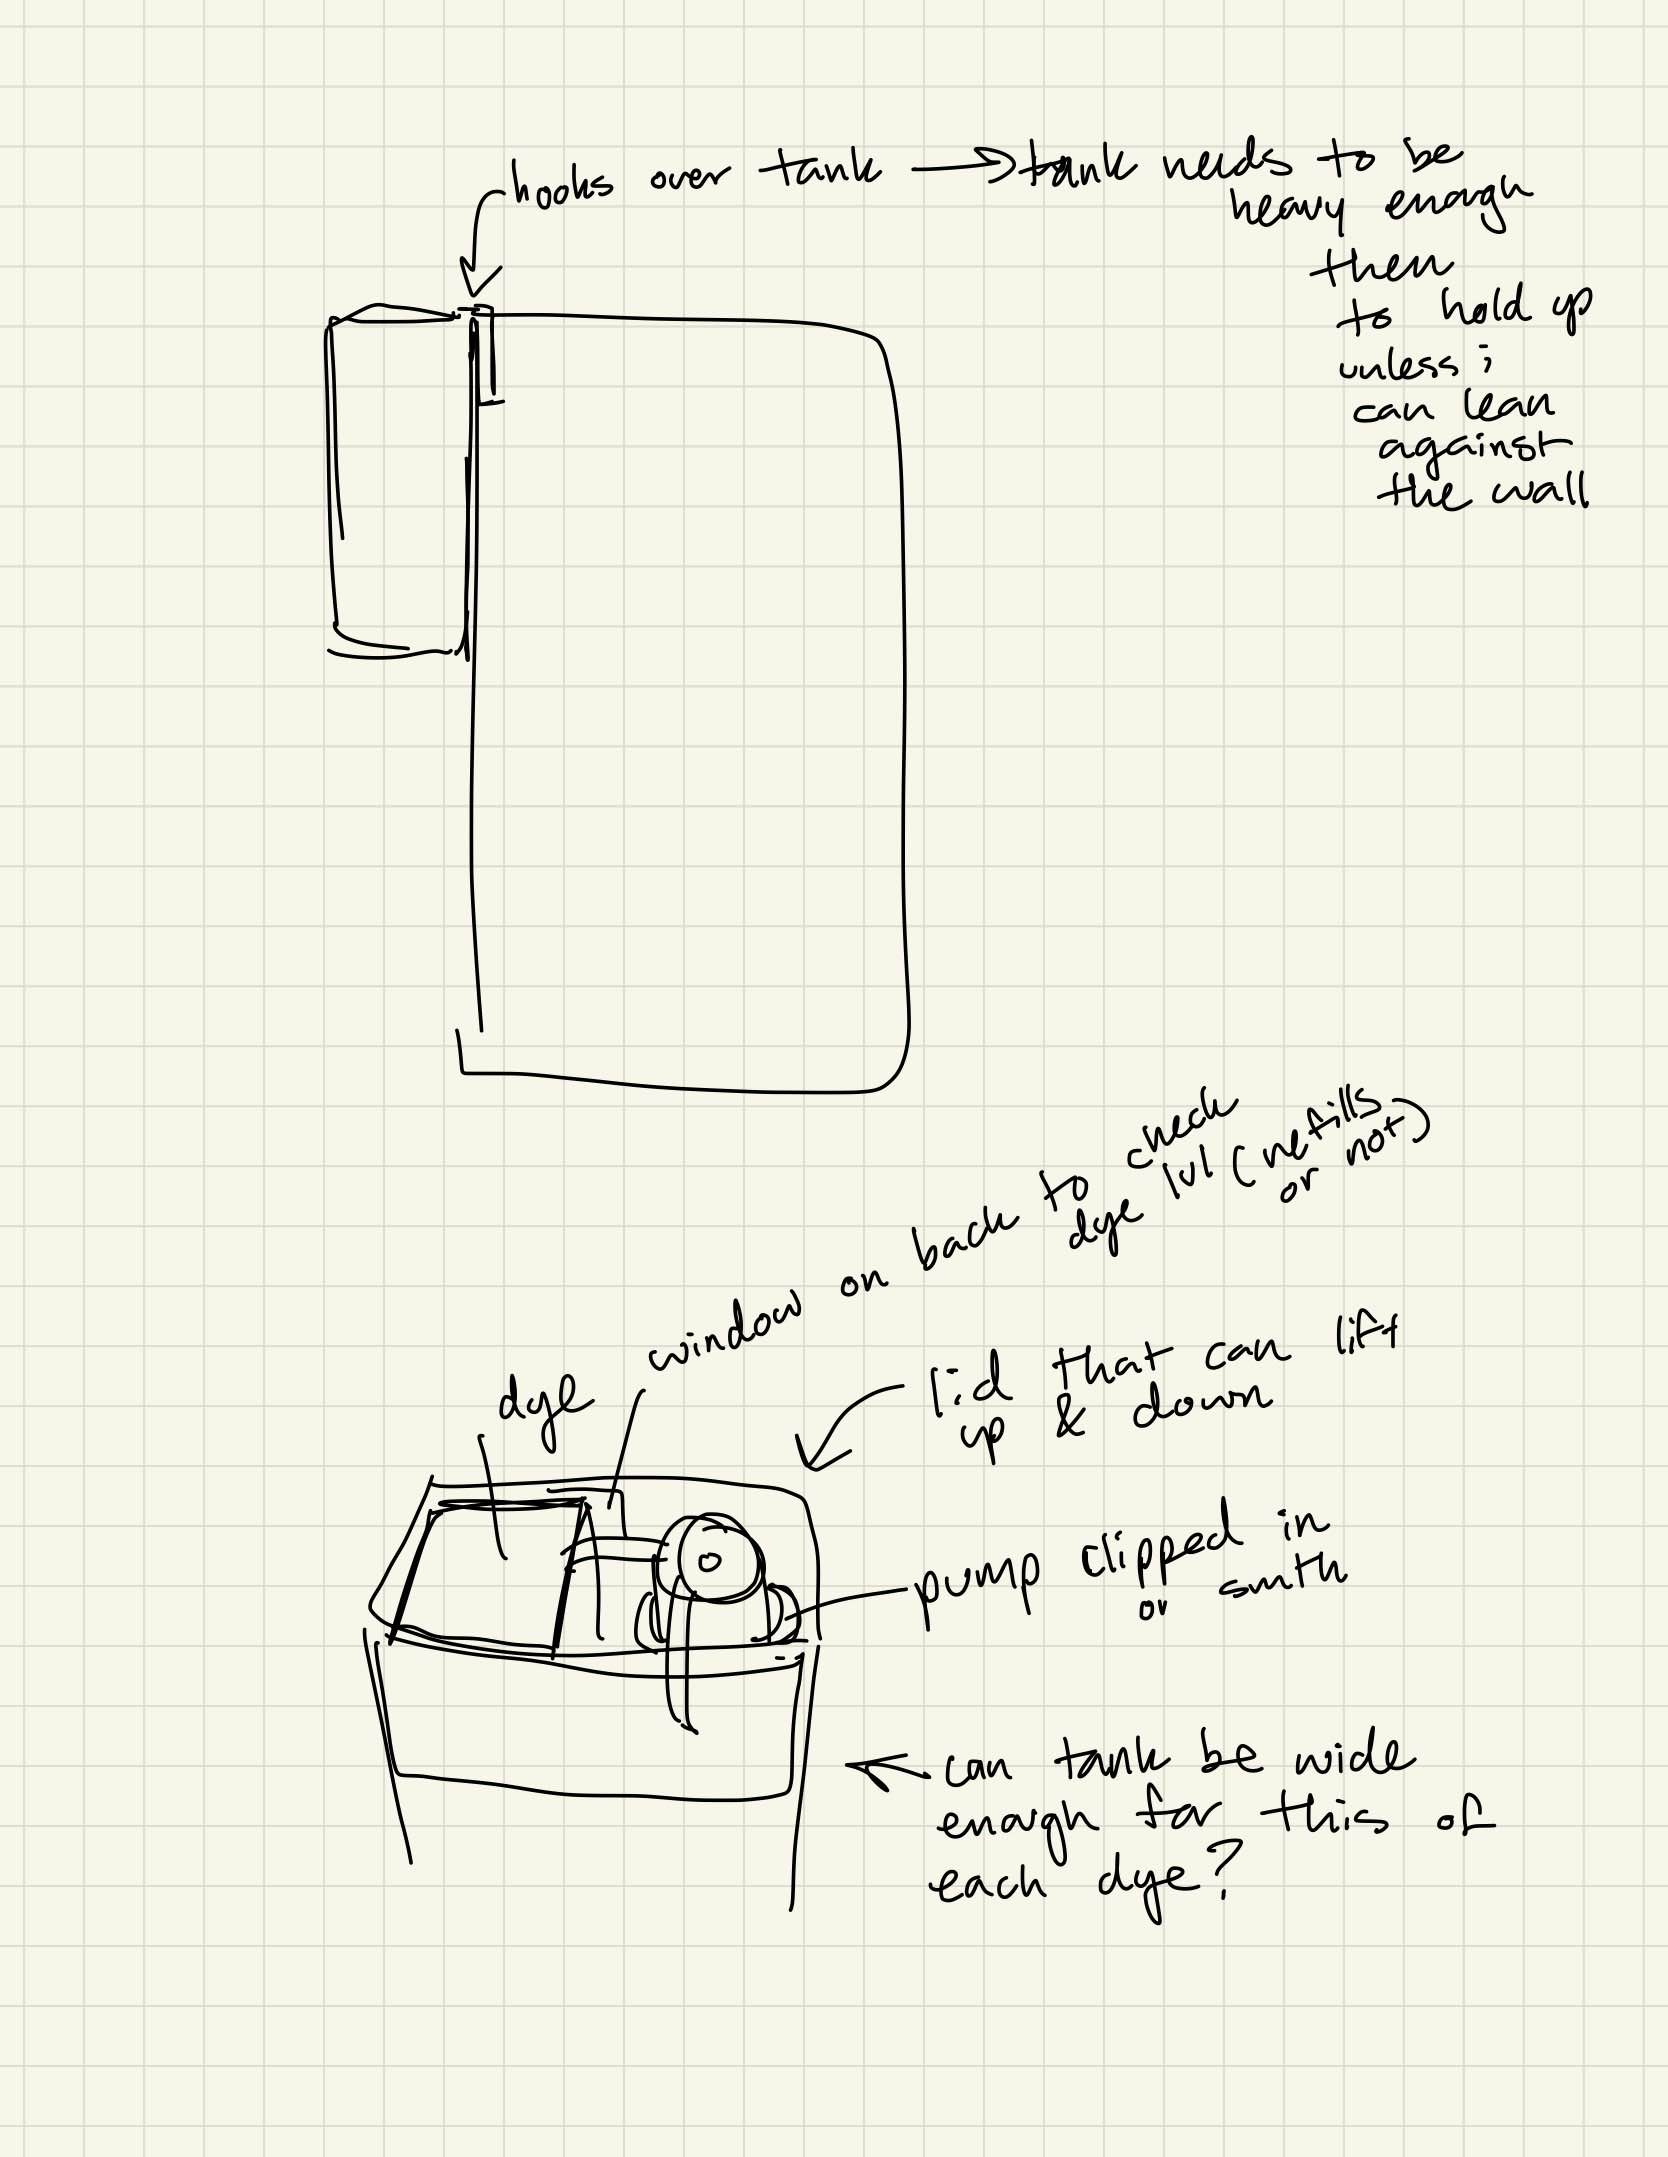 hooks over tank → tank needs to be
heavy enough
then
to hold up
unless ;
can lean
against
the wall
window on back to check
dye lvl (refills
or not)
dye
lid that can lift
up & down
pump clipped in
or smth
can tank be wide
enough for this of
each dye?